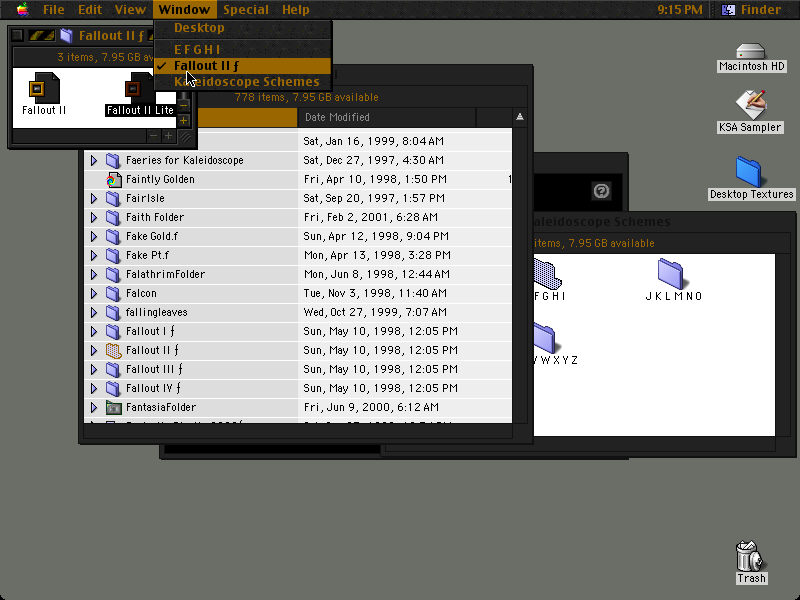 File Edit View Window Special Help 9:15 PM Finder
Fallout II ƒ
3 items, 7.95 GB av
Fallout II
Fallout II Lite
Desktop
E F G H I
✓ Fallout II ƒ
Kaleidoscope Schemes
778 items, 7.95 GB available
Date Modified
Sat, Jan 16, 1999, 8:04 AM
Faeries for Kaleidoscope Sat, Dec 27, 1997, 4:30 AM
Faintly Golden Fri, Apr 10, 1998, 1:50 PM 1
FairIsle Sat, Sep 20, 1997, 1:57 PM
Faith Folder Fri, Feb 2, 2001, 6:28 AM
Fake Gold.f Sun, Apr 12, 1998, 9:04 PM
Fake Pt.f Mon, Apr 13, 1998, 3:28 PM
FalathrimFolder Mon, Jun 8, 1998, 12:44 AM
Falcon Tue, Nov 3, 1998, 11:40 AM
fallingleaves Wed, Oct 27, 1999, 7:07 AM
Fallout I ƒ Sun, May 10, 1998, 12:05 PM
Fallout II ƒ Sun, May 10, 1998, 12:05 PM
Fallout III ƒ Sun, May 10, 1998, 12:05 PM
Fallout IV ƒ Sun, May 10, 1998, 12:05 PM
FantasiaFolder Fri, Jun 9, 2000, 6:12 AM
aleidoscope Schemes
items, 7.95 GB available
F G H I
J K L M N O
W X Y Z
Macintosh HD
KSA Sampler
Desktop Textures
Trash